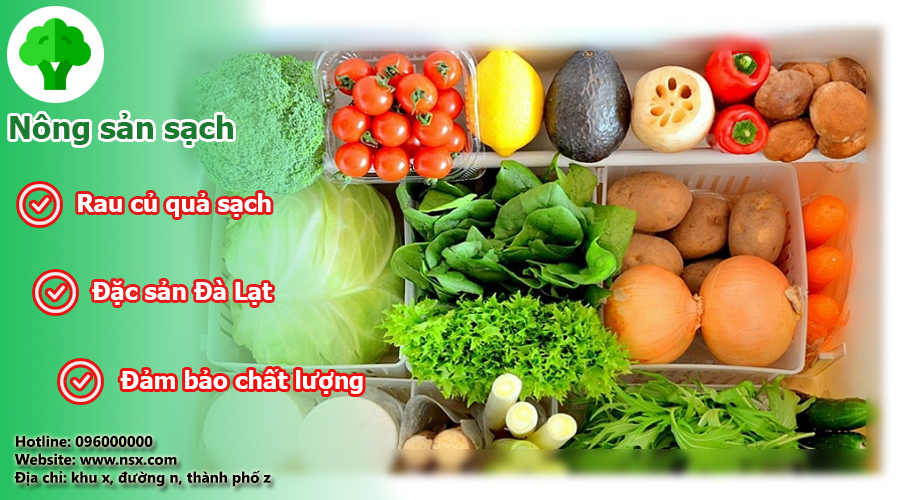 Nông sản sạch
Rau củ quả sạch
Đặc sản Đà Lạt
Đảm bảo chất lượng
Hotline: 096000000
Website: www.nsx.com
Địa chỉ: khu x, đường n, thành phố z